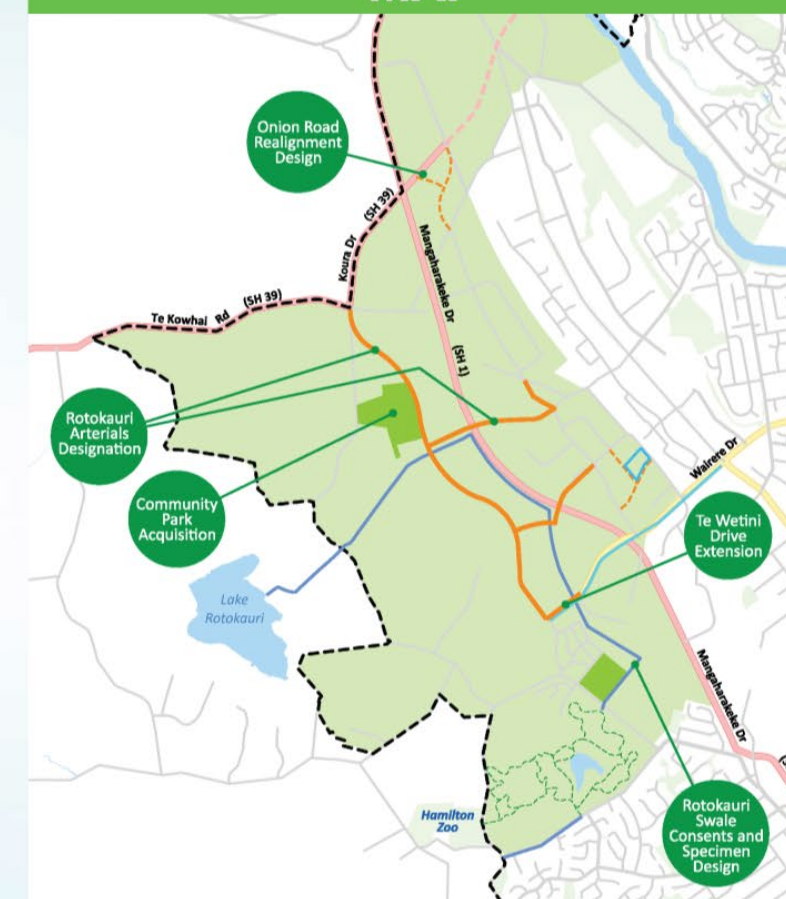 Onion Road
Realignment
Design
(SH 39)
Koura Dr
Mangaharakeke Dr
(SH 1)
Te Kowhai Rd (SH 39)
Rotokauri
Arterials
Designation
Community
Park
Acquisition
Wairere Dr
Te Wetini
Drive
Extension
Lake
Rotokauri
Mangaharakeke Dr
Hamilton
Zoo
Rotokauri
Swale
Consents and
Specimen
Design